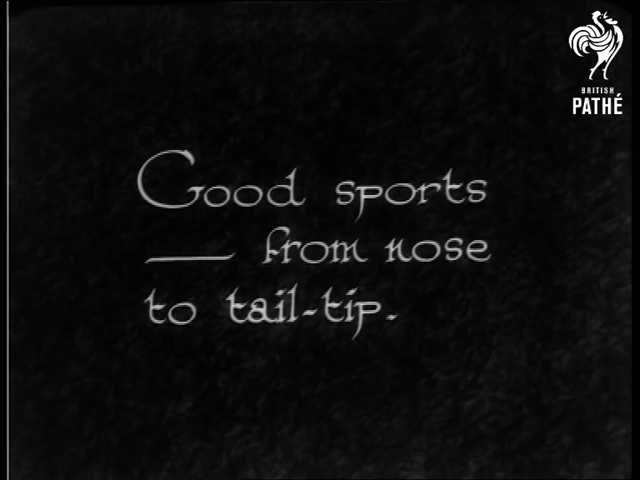 BRITISH
PATHÉ
Good sports
— from nose
to tail-tip.